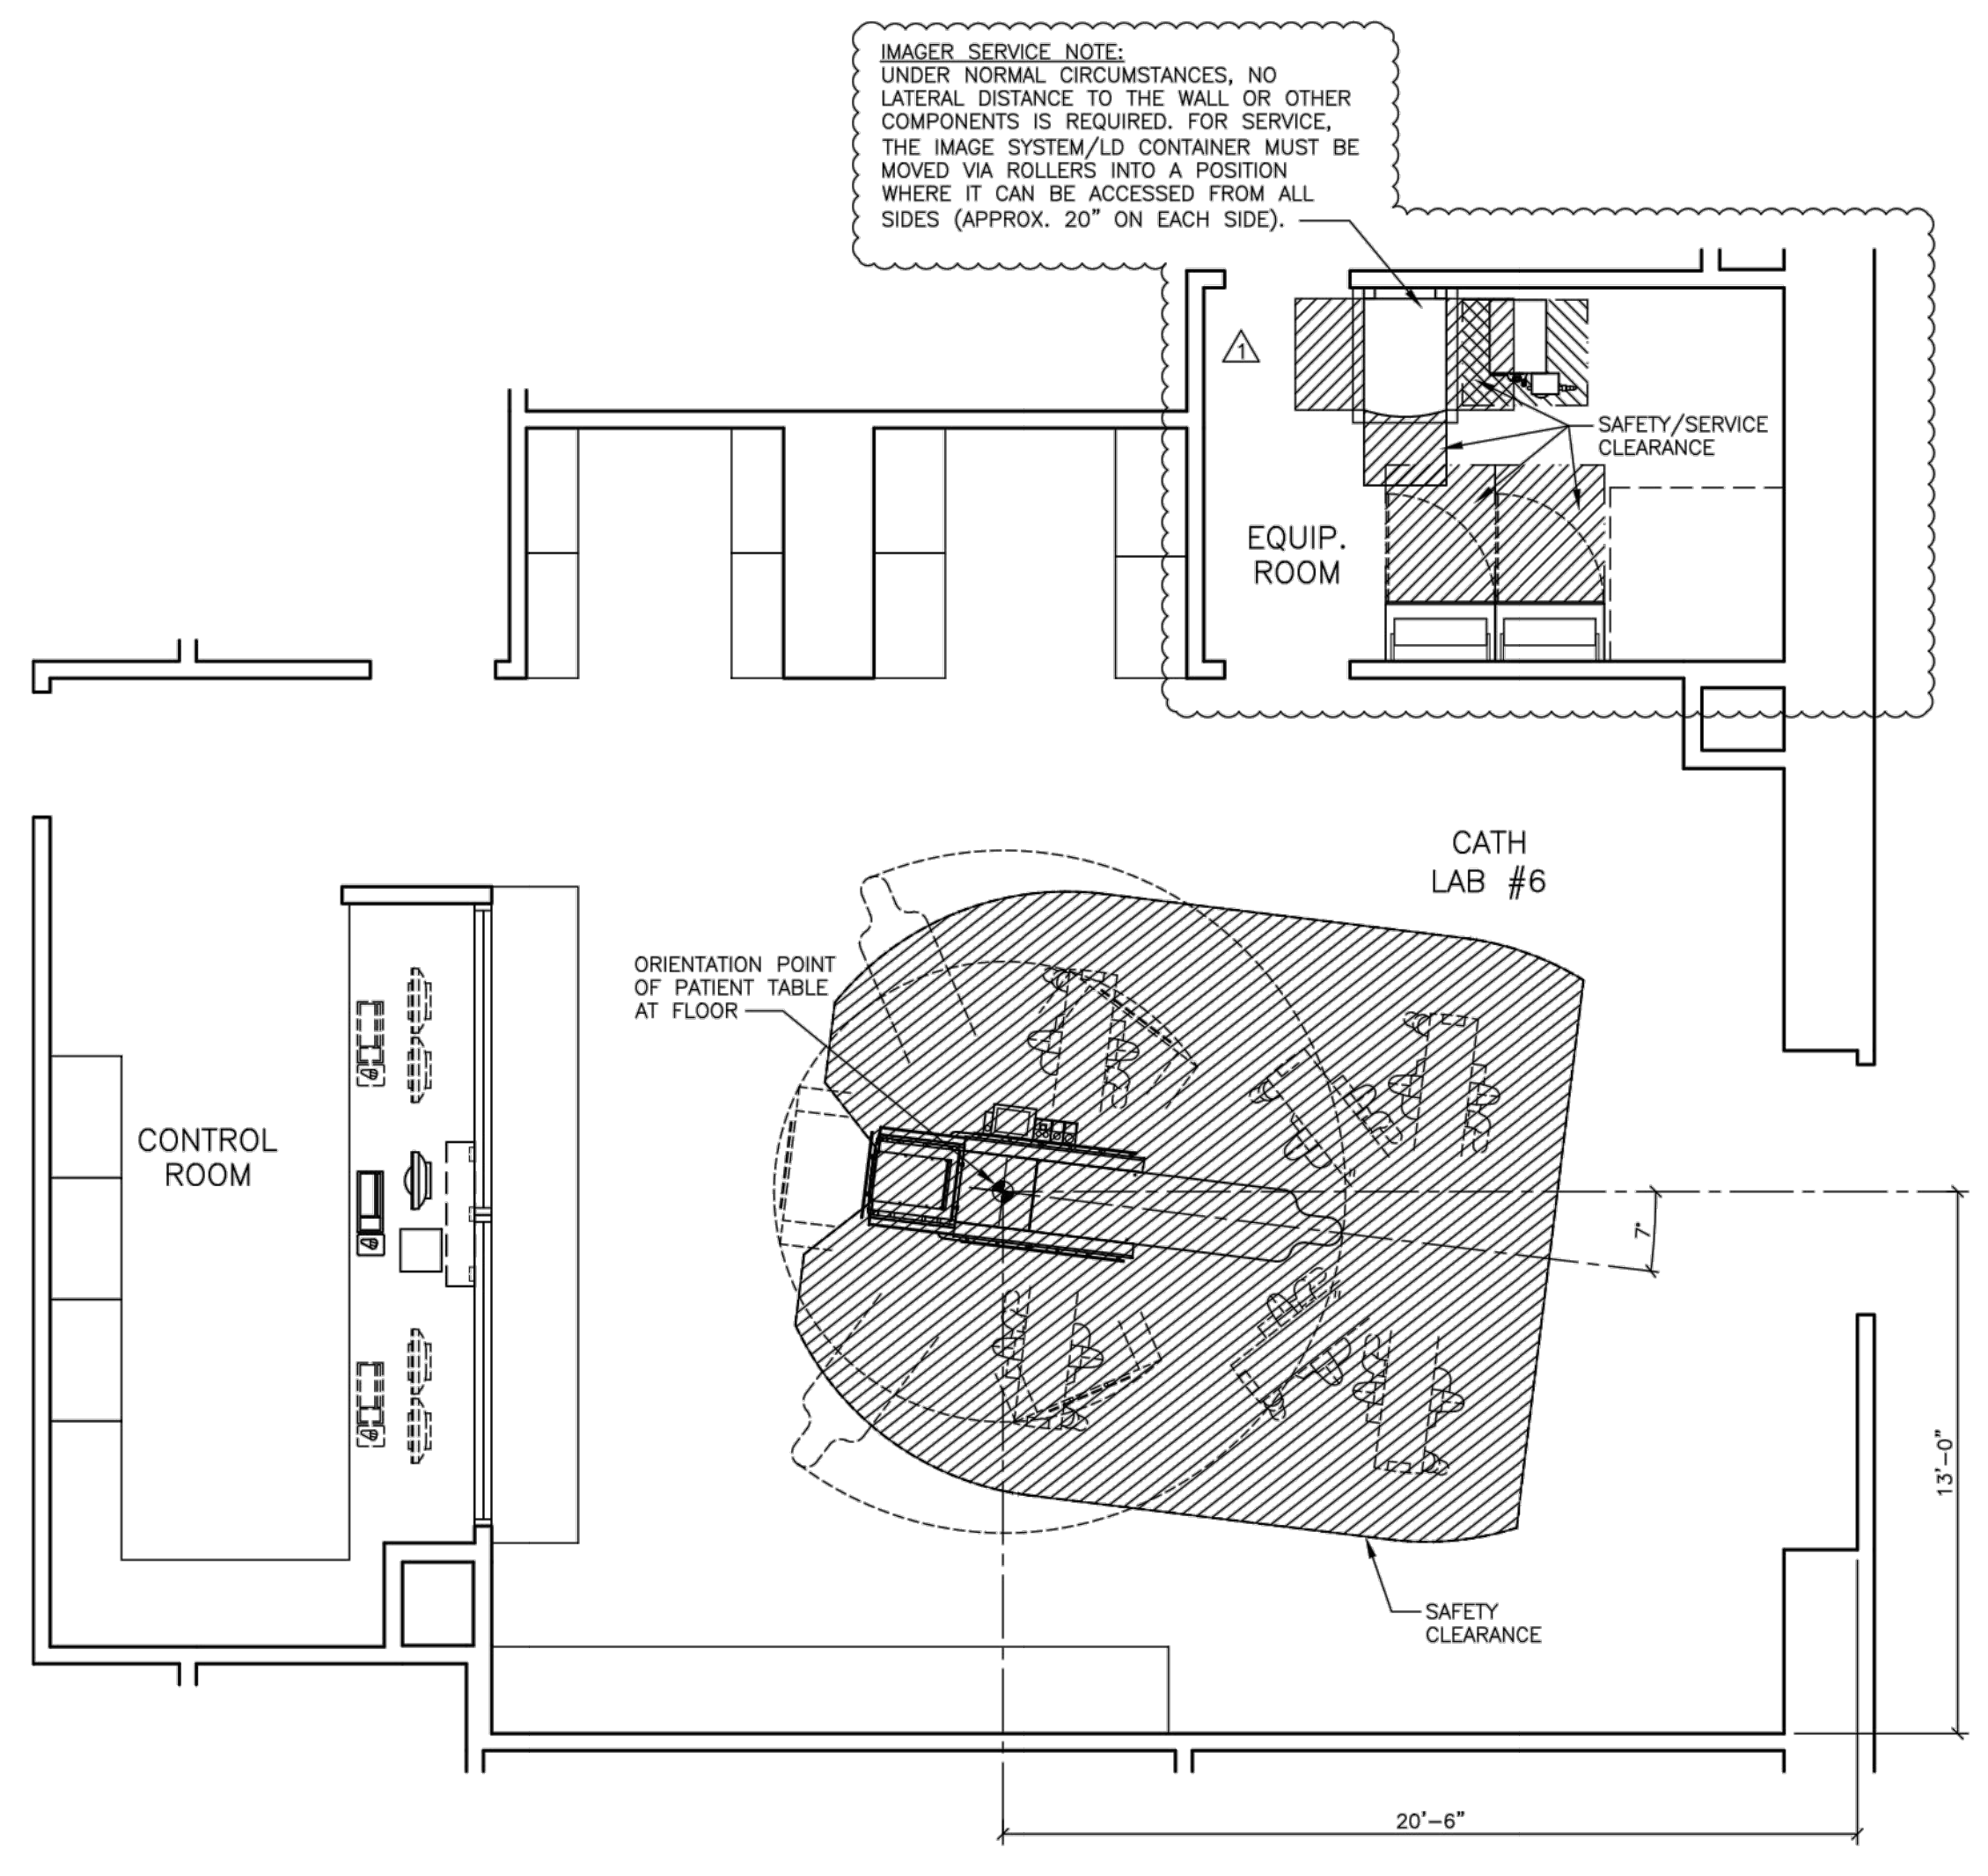 IMAGER SERVICE NOTE:
UNDER NORMAL CIRCUMSTANCES, NO
LATERAL DISTANCE TO THE WALL OR OTHER
COMPONENTS IS REQUIRED. FOR SERVICE,
THE IMAGE SYSTEM/LD CONTAINER MUST BE
MOVED VIA ROLLERS INTO A POSITION
WHERE IT CAN BE ACCESSED FROM ALL
SIDES (APPROX. 20" ON EACH SIDE).
1
SAFETY/SERVICE
CLEARANCE
EQUIP.
ROOM
CATH
LAB #6
ORIENTATION POINT
OF PATIENT TABLE
AT FLOOR
CONTROL
ROOM
7°
13'-0"
SAFETY
CLEARANCE
20'-6"